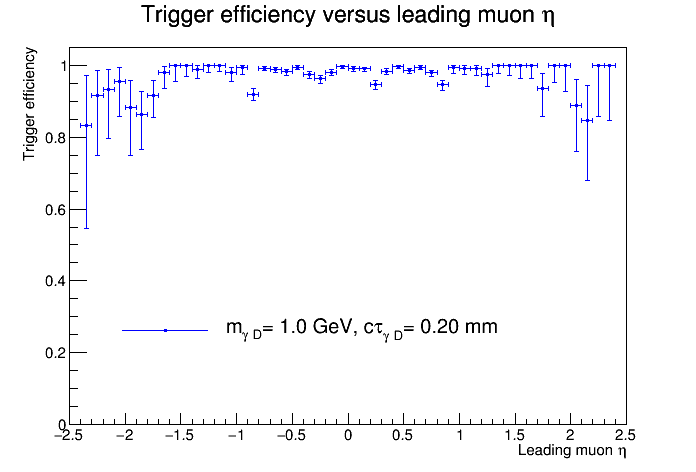 Trigger efficiency versus leading muon η
Trigger efficiency
1
0.8
0.6
0.4
0.2
0
m_γ D= 1.0 GeV, cτ_γ D= 0.20 mm
−2.5 −2 −1.5 −1 −0.5 0 0.5 1 1.5 2 2.5
Leading muon η